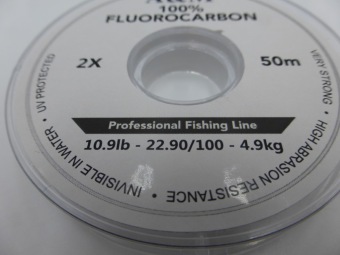 100%
FLUOROCARBON
2X
50m
Professional Fishing Line
10.9lb - 22.90/100 - 4.9kg
UV PROTECTED • INVISIBLE IN WATER • HIGH ABRASION RESISTANCE • VERY STRONG